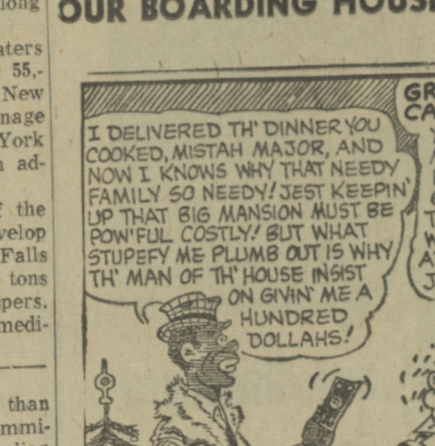 OUR BOARDING HOUSE
aters
55,-
New
nage
York
ad-
f the
velop
Falls
tons
pers.
medi-
than
mmi-
I DELIVERED TH' DINNER YOU
COOKED, MISTAH MAJOR, AND
NOW I KNOWS WHY THAT NEEDY
FAMILY SO NEEDY! JEST KEEPIN'
UP THAT BIG MANSION MUST BE
POW'FUL COSTLY! BUT WHAT
STUPEFY ME PLUMB OUT IS WHY
TH' MAN OF TH' HOUSE INSIST
ON GIVIN' ME A
HUNDRED
DOLLAHS!
GR
CA